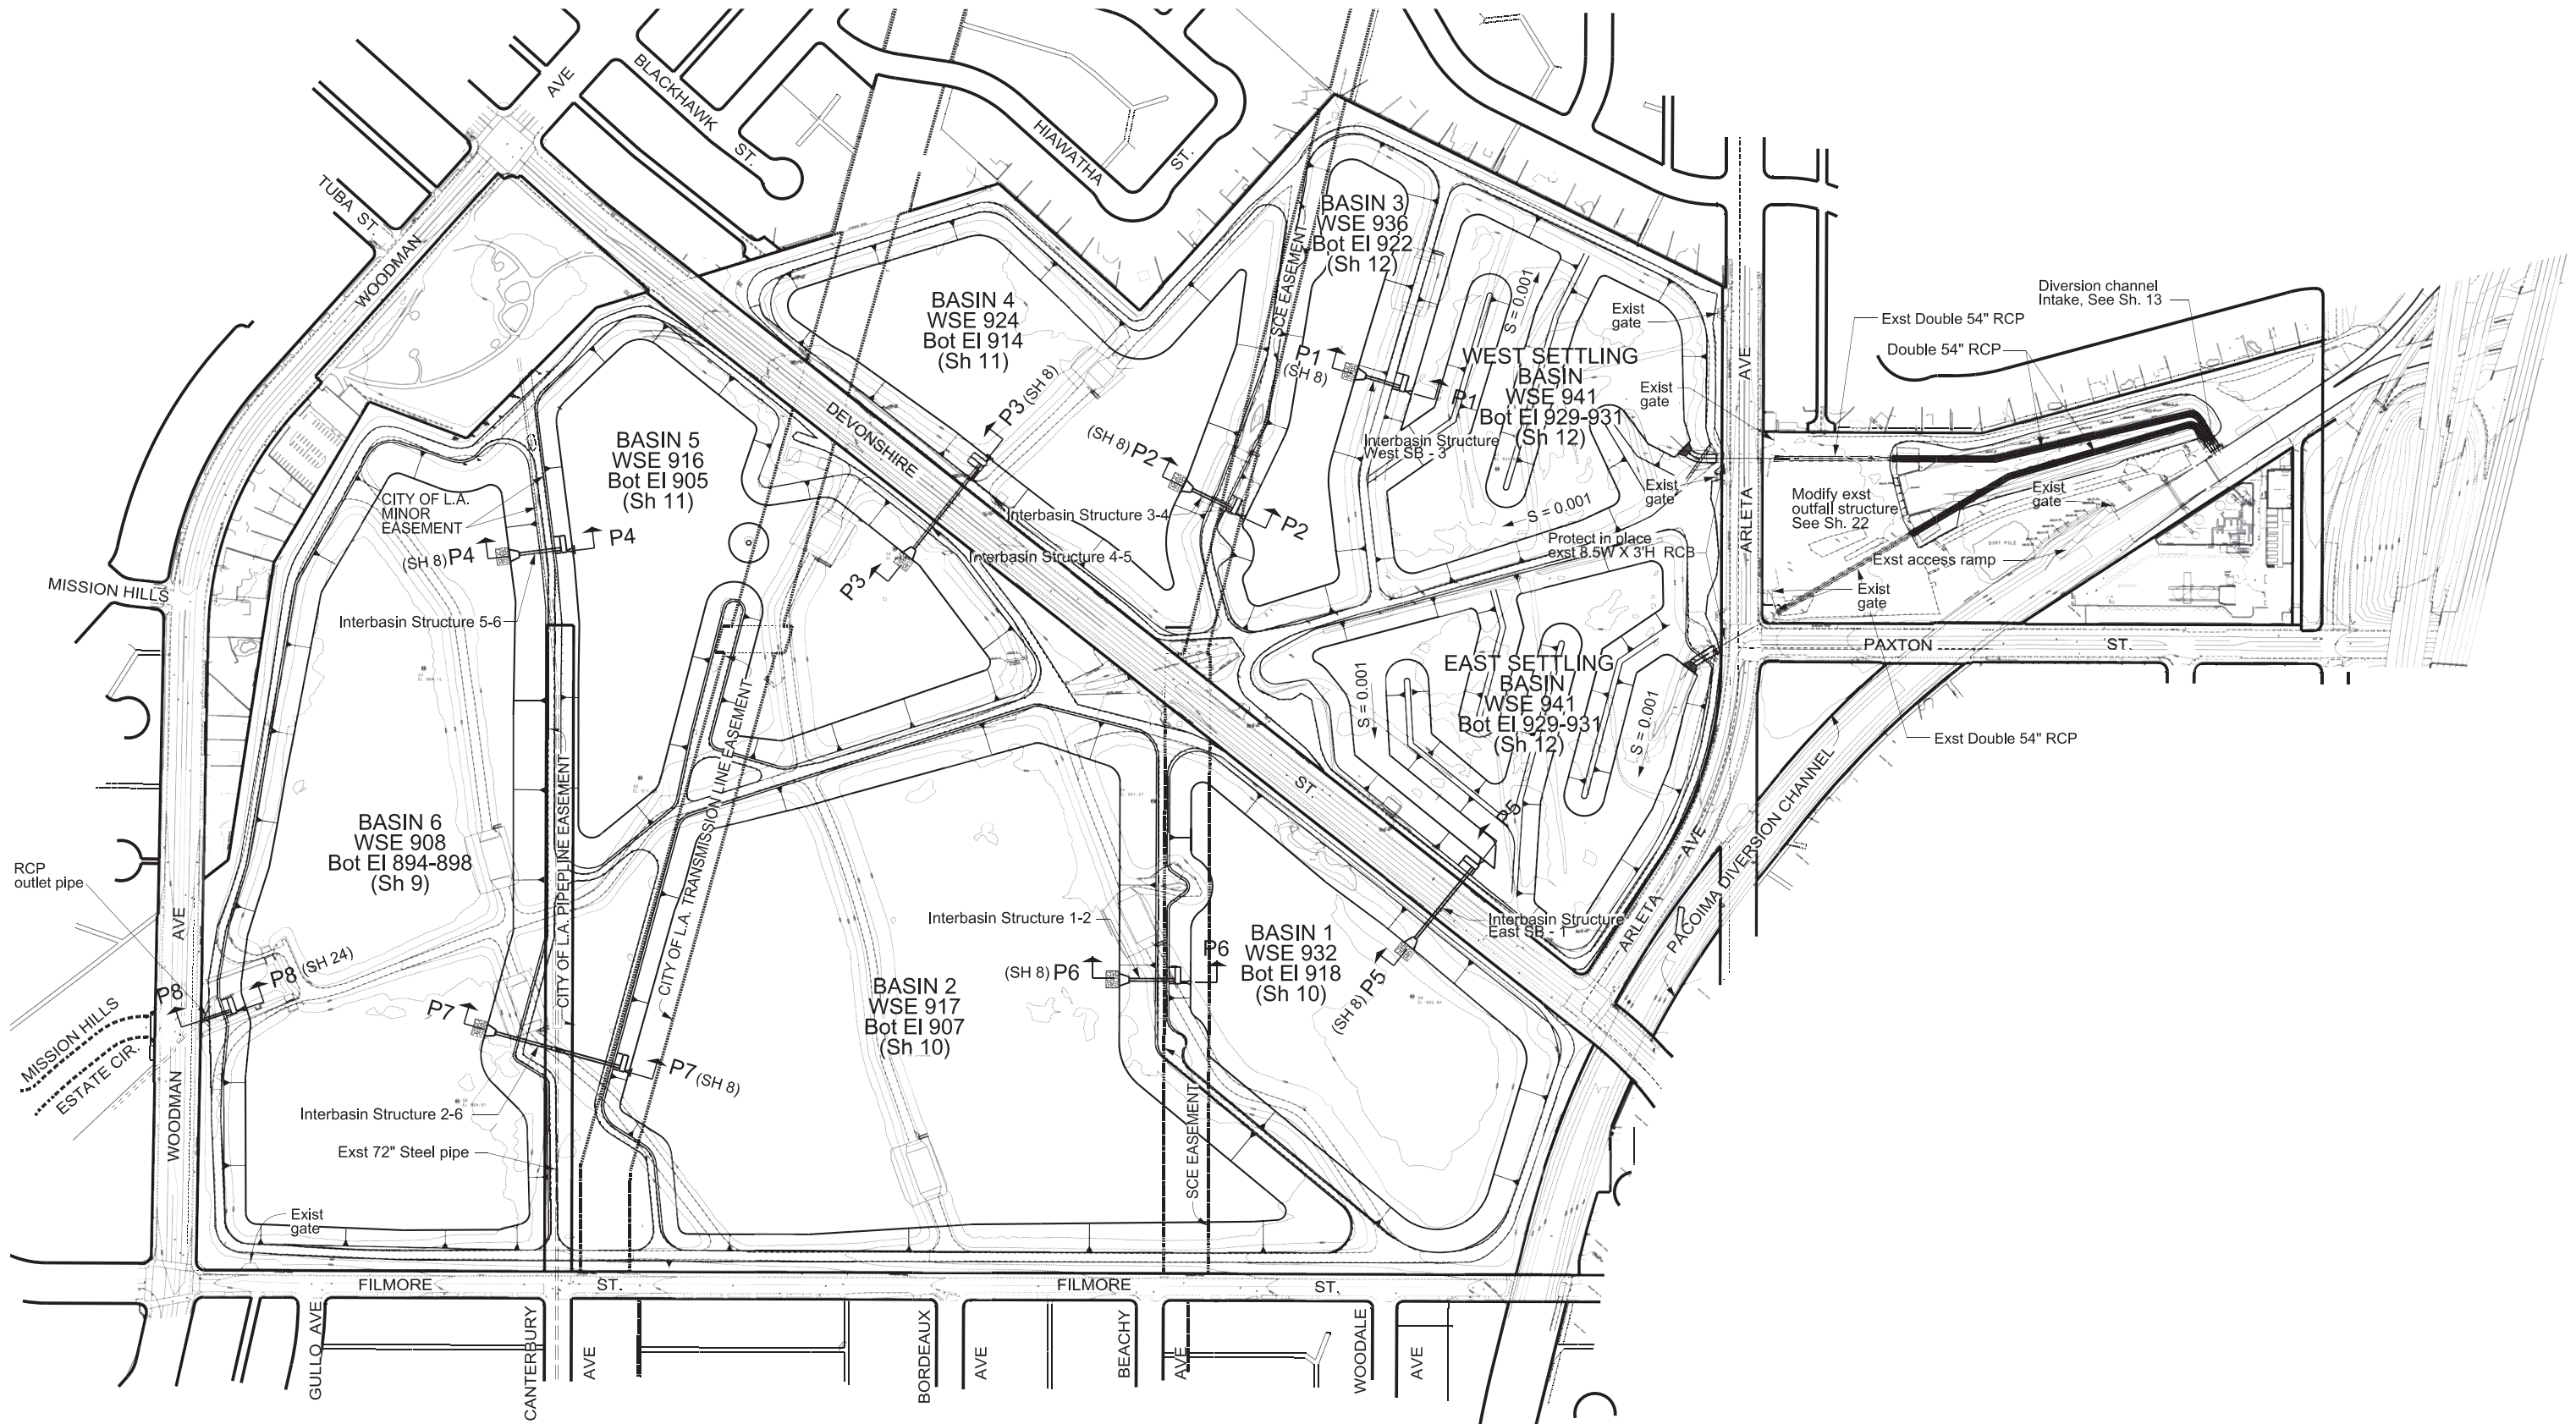 AVE
BLACKHAWK
ST.
HIAWATHA
ST.
TUBA ST.
WOODMAN
BASIN 3
WSE 936
Bot El 922
(Sh 12)
SCE EASEMENT
S = 0.001
BASIN 4
WSE 924
Bot El 914
(Sh 11)
Exist
gate
AVE
Diversion channel
Intake, See Sh. 13
Exst Double 54" RCP
Double 54" RCP
P1
(SH 8)
P1
WEST SETTLING
BASIN
WSE 941
Bot El 929-931
(Sh 12)
Exist
gate
Interbasin Structure
West SB - 3
P3 (SH 8)
DEVONSHIRE
BASIN 5
WSE 916
Bot El 905
(Sh 11)
(SH 8) P2
P2
CITY OF L.A.
MINOR
EASEMENT
Exist
gate
S = 0.001
ARLETA
Modify exst
outfall structure
See Sh. 22
Exist
gate
DIRT PILE
Interbasin Structure 3-4
Protect in place
exst 8.5W X 3'H RCB
(SH 8) P4
P4
Interbasin Structure 4-5
P3
Exst access ramp
Exist
gate
MISSION HILLS
Interbasin Structure 5-6
PAXTON
ST.
EAST SETTLING
BASIN
WSE 941
Bot El 929-931
(Sh 12)
S = 0.001
S = 0.001
Exst Double 54" RCP
CITY OF L.A. PIPEPLINE EASEMENT
CITY OF L.A. TRANSMISSION LINE EASEMENT
ST.
P5
PACOIMA DIVERSION CHANNEL
BASIN 6
WSE 908
Bot El 894-898
(Sh 9)
RCP
outlet pipe
AVE
ARLETA AVE
Interbasin Structure 1-2
Interbasin Structure
East SB - 1
BASIN 1
WSE 932
Bot El 918
(Sh 10)
(SH 8) P6
P6
(SH 8) P5
P8 (SH 24)
P8
BASIN 2
WSE 917
Bot El 907
(Sh 10)
P7
P7 (SH 8)
MISSION HILLS
ESTATE CIR.
WOODMAN
Interbasin Structure 2-6
Exst 72" Steel pipe
SCE EASEMENT
Exist
gate
FILMORE
ST.
FILMORE
ST.
GULLO AVE
CANTERBURY
AVE
BORDEAUX
AVE
BEACHY
AVE
WOODALE
AVE